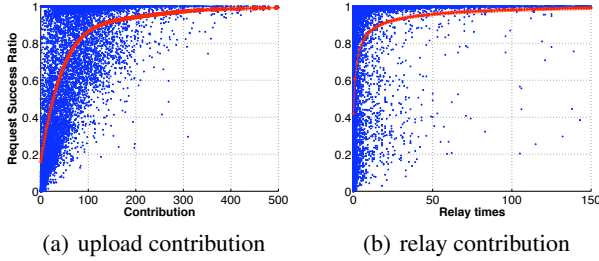 1
0.8
0.6
0.4
0.2
0
Request Success Ratio
0 100 200 300 400 500
Contribution
(a) upload contribution
1
0.8
0.6
0.4
0.2
0
0 50 100 150
Relay times
(b) relay contribution